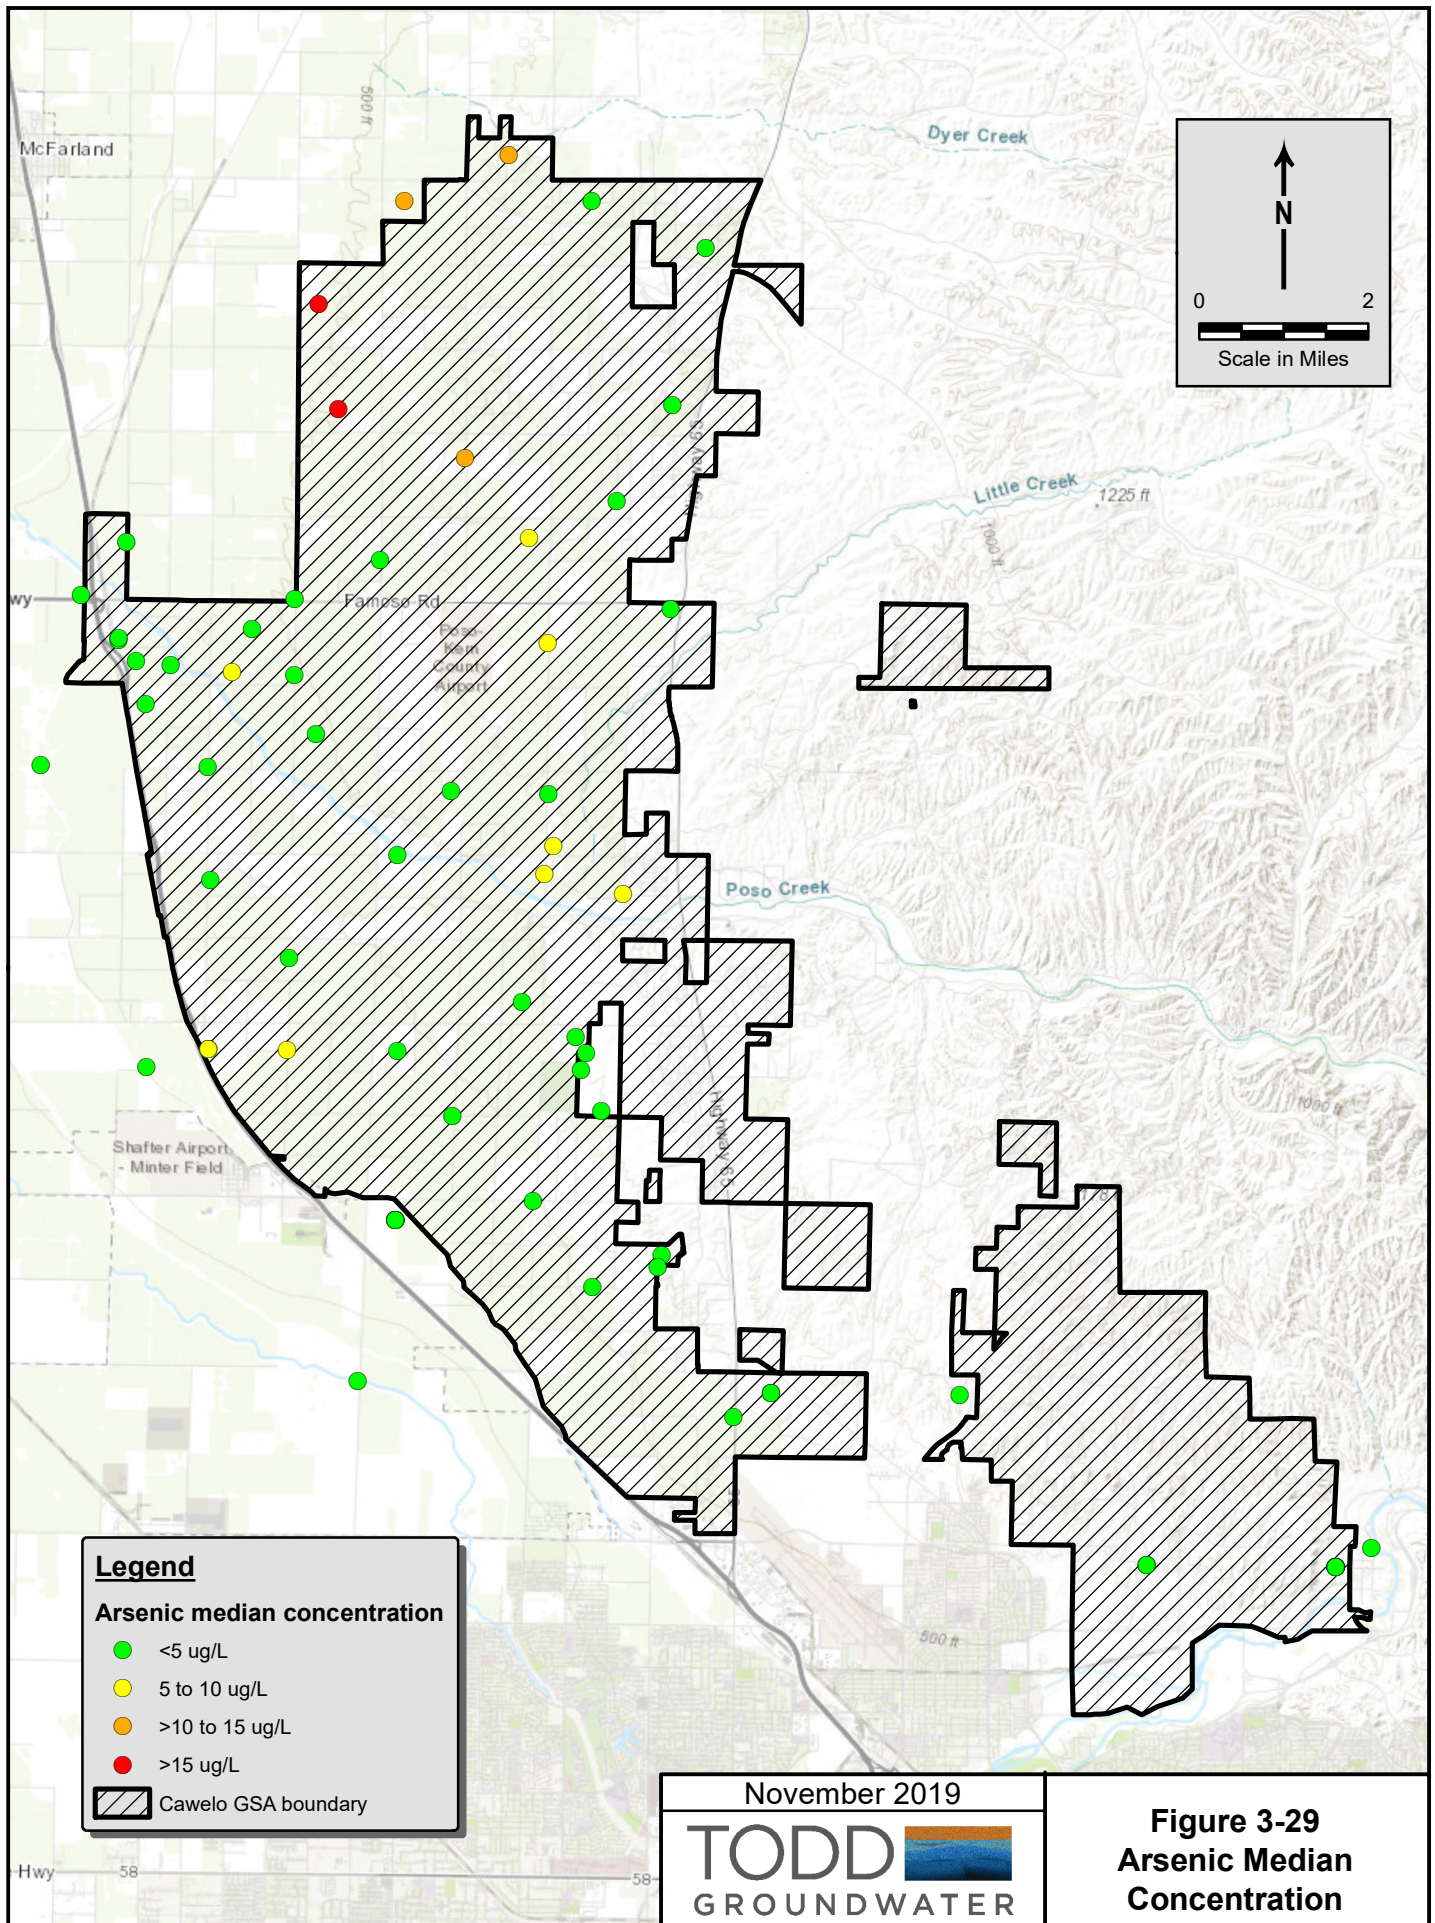 500 ft
McFarland
Dyer Creek
N
0 2
Scale in Miles
Highway 65
Little Creek
1225 ft
1000 ft
wy
Famoso Rd
Poso-
Kern
County
Airport
Poso Creek
1000 ft
Highway 65
Shafter Airport
- Minter Field
Legend
Arsenic median concentration
<5 ug/L
5 to 10 ug/L
>10 to 15 ug/L
>15 ug/L
Cawelo GSA boundary
500 ft
Hwy
58
58
November 2019
TODD
GROUNDWATER
Figure 3-29
Arsenic Median
Concentration